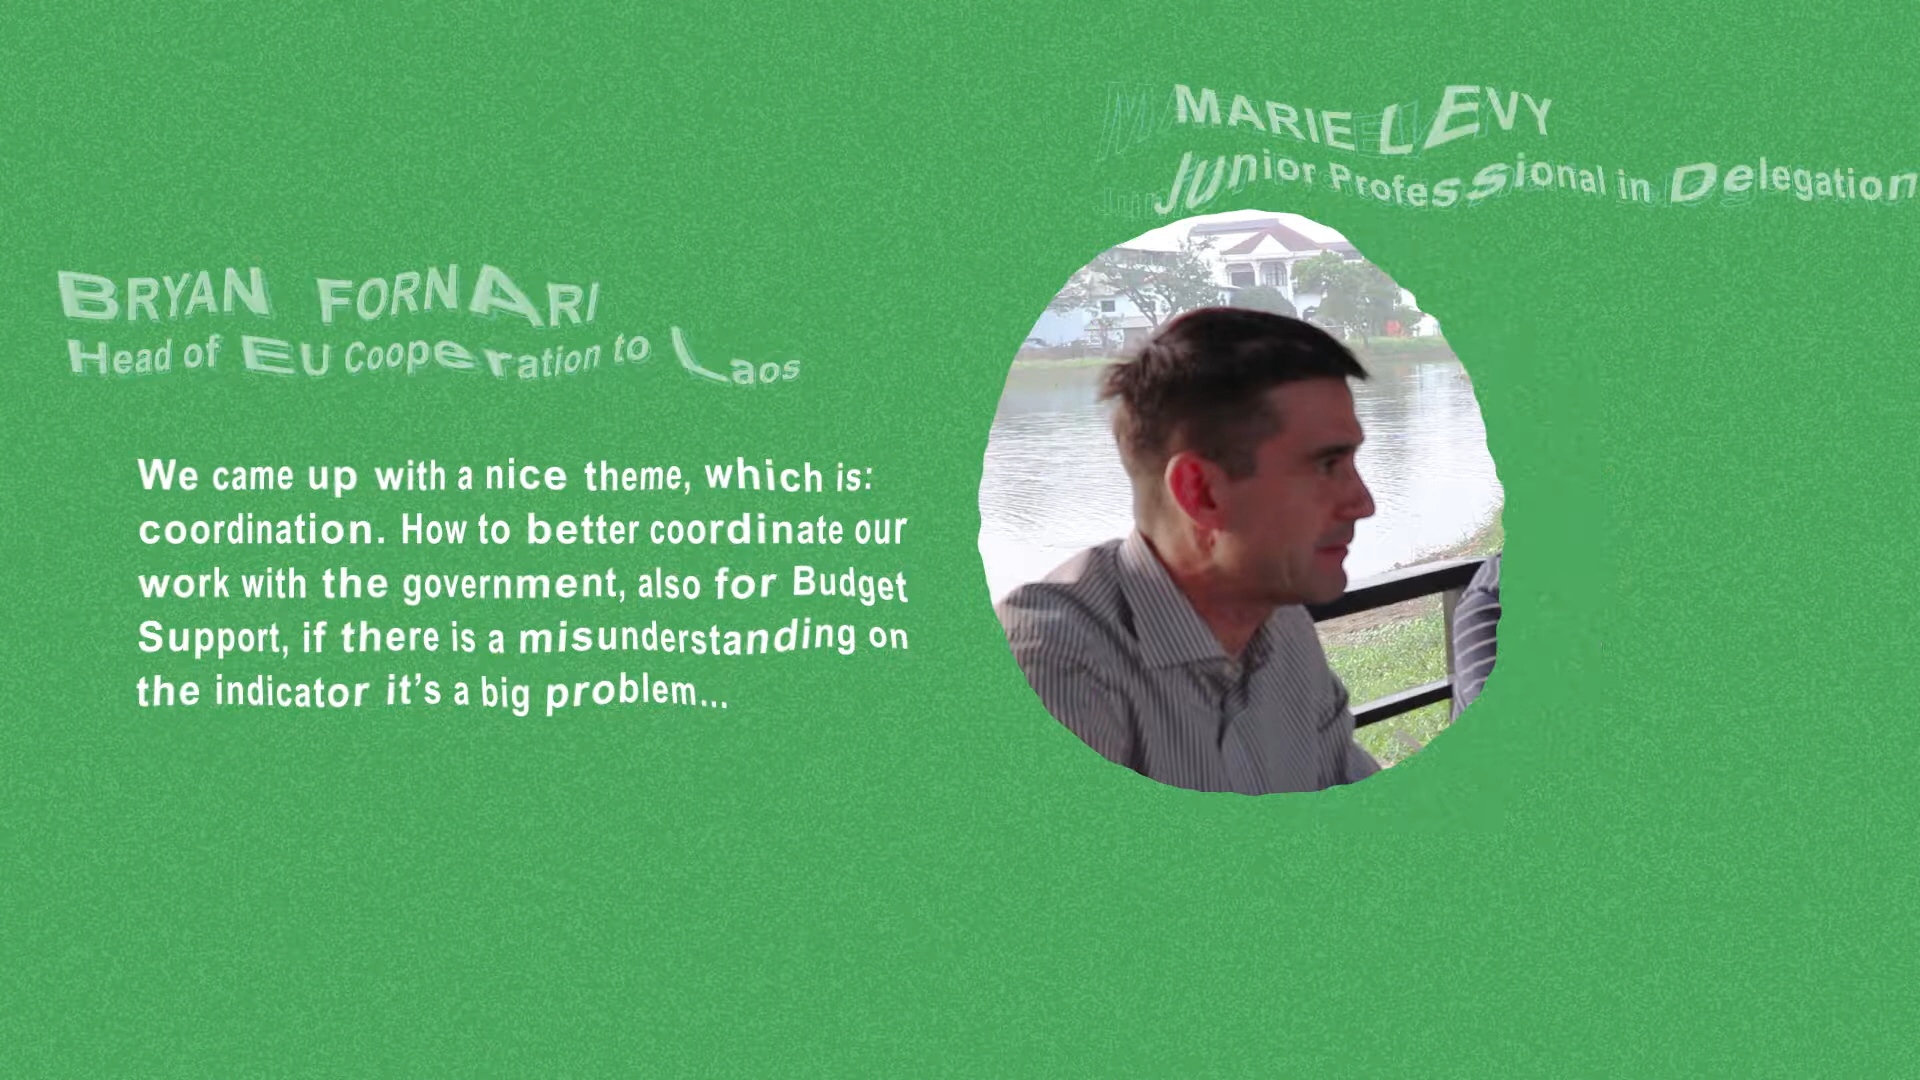 MARIE LEVY
Junior Professional in Delegation
BRYAN FORNARI
Head of EU Cooperation to Laos
We came up with a nice theme, which is:
coordination. How to better coordinate our
work with the government, also for Budget
Support, if there is a misunderstanding on
the indicator it’s a big problem...